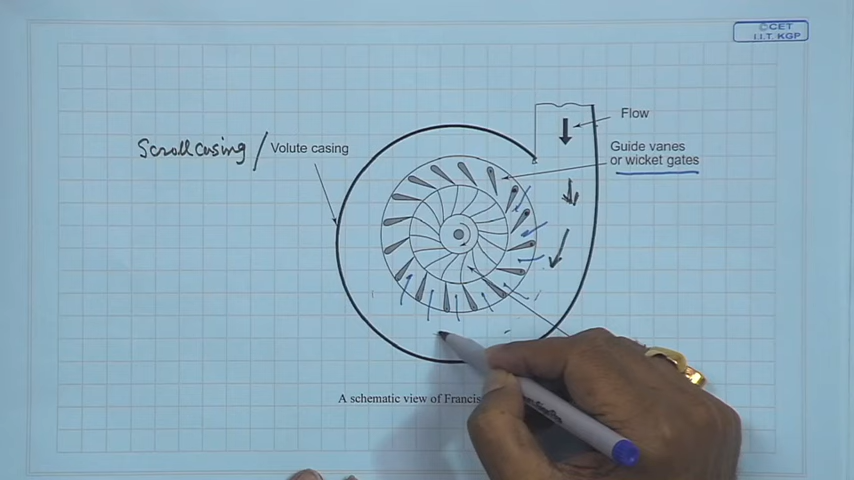 ©CET
I.I.T. KGP
Flow
Guide vanes
or wicket gates
Scroll casing / Volute casing
A schematic view of Francis